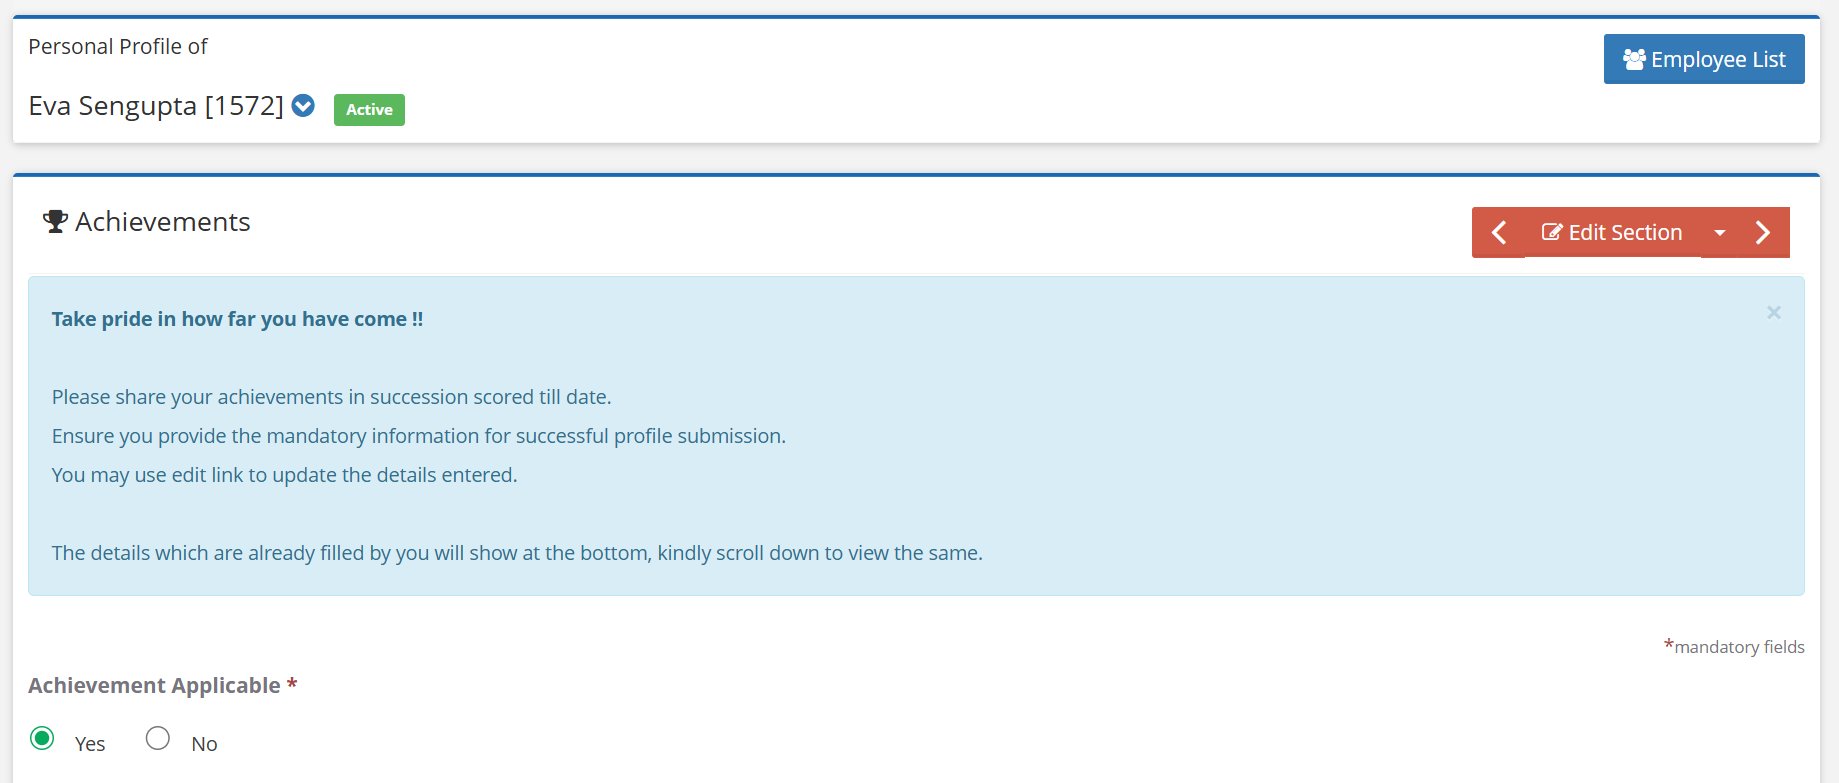 Personal Profile of
Employee List
Eva Sengupta [1572] Active
Achievements
Edit Section
Take pride in how far you have come !!
Please share your achievements in succession scored till date.
Ensure you provide the mandatory information for successful profile submission.
You may use edit link to update the details entered.
The details which are already filled by you will show at the bottom, kindly scroll down to view the same.
*mandatory fields
Achievement Applicable *
Yes No